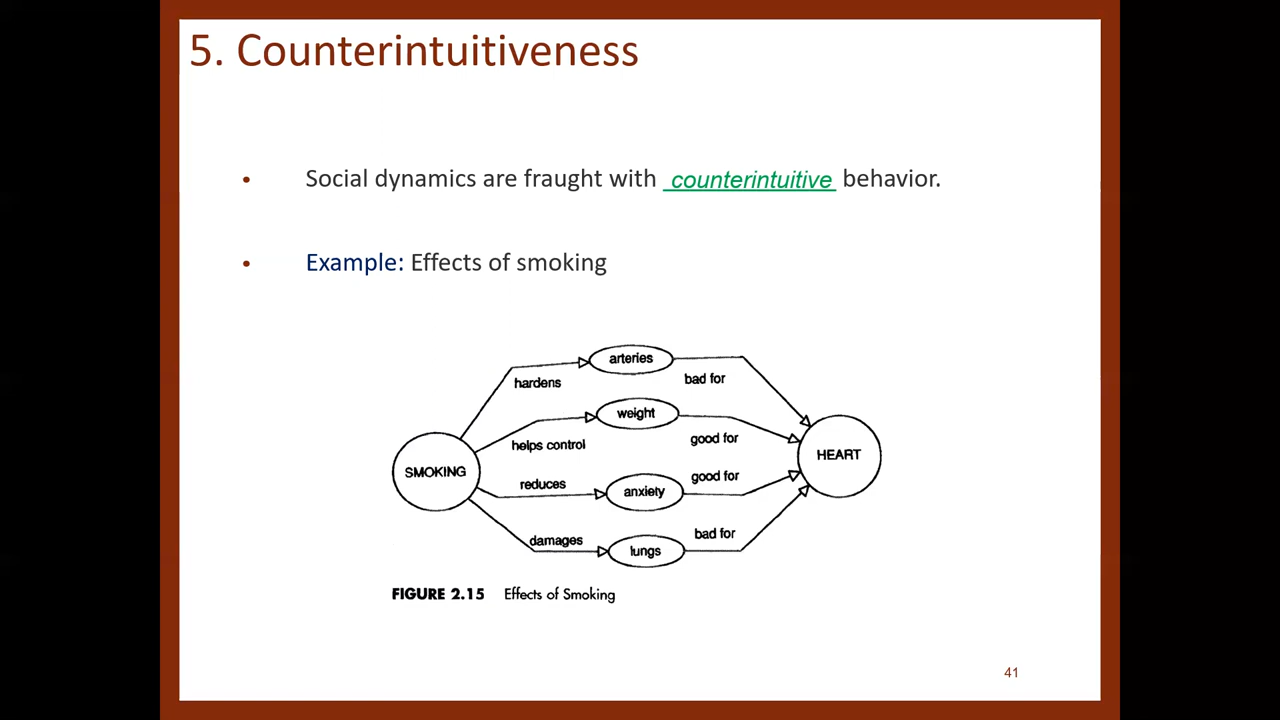 5. Counterintuitiveness
• Social dynamics are fraught with counterintuitive behavior.
• Example: Effects of smoking
arteries
hardens
bad for
weight
helps control
good for
SMOKING
HEART
reduces
anxiety
good for
damages
lungs
bad for
FIGURE 2.15 Effects of Smoking
41